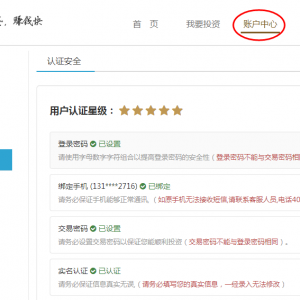 赚钱快
首 页 我要投资 账户中心
认证安全
用户认证星级：
登录密码 已设置
请使用字母数字字符组合以提高登录密码的安全性（登录密码不能与交易密码相
绑定手机 (131****2716) 已绑定
请务必保证手机能够正常通讯，（如原手机无法接收短信,请联系客服人员,电话40
交易密码 已设置
请务必设置交易密码以保证您能顺利投资（交易密码不能与登录密码相同）。
实名认证 已认证
请务必保证信息真实无误,（请务必填写您的真实信息，一经录入无法修改）